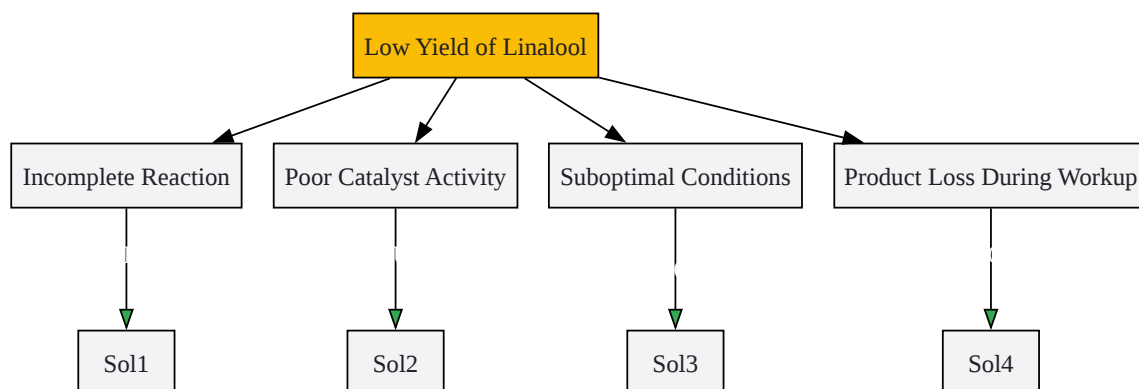 Low Yield of Linalool
Incomplete Reaction
Poor Catalyst Activity
Suboptimal Conditions
Product Loss During Workup
Sol1
Sol2
Sol3
Sol4